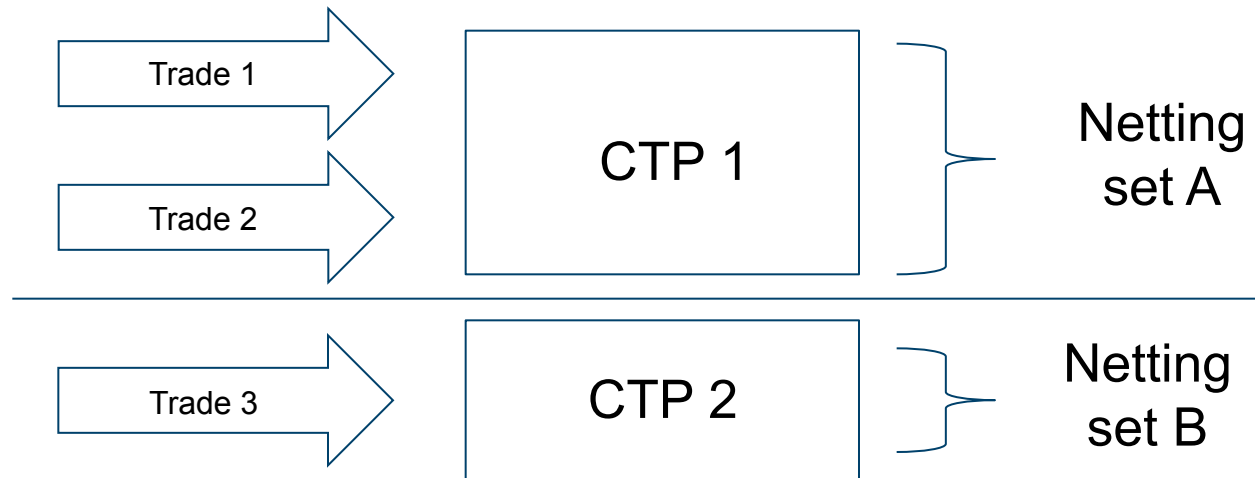 Trade 1
CTP 1
Netting
set A
Trade 2
Trade 3
CTP 2
Netting
set B